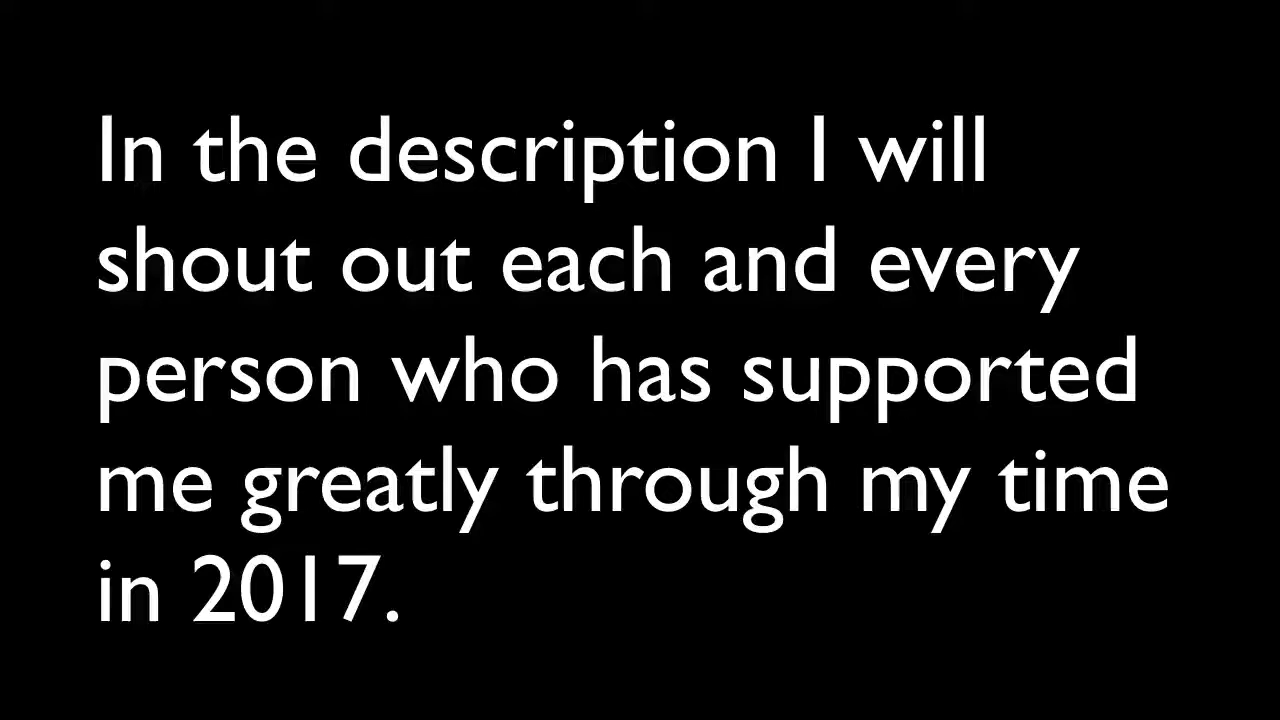 In the description I will
shout out each and every
person who has supported
me greatly through my time
in 2017.